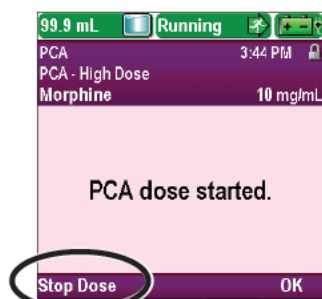 99.9 mL Running
PCA 3:44 PM
PCA - High Dose
Morphine 10 mg/mL
PCA dose started.
Stop Dose OK